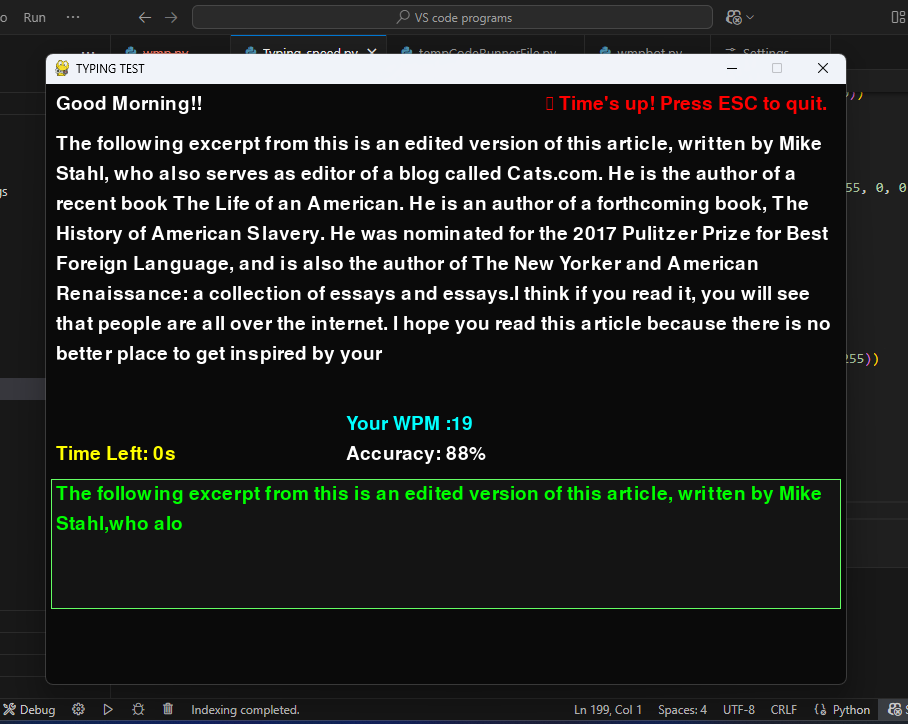 Run ··· VS code programs
wmp.py Typing_speed.py tempCodeRunnerFile.py wmpbot.py Settings
TYPING TEST
Good Morning!! Time's up! Press ESC to quit.
The following excerpt from this is an edited version of this article, written by Mike
Stahl, who also serves as editor of a blog called Cats.com. He is the author of a
recent book The Life of an American. He is an author of a forthcoming book, The
History of American Slavery. He was nominated for the 2017 Pulitzer Prize for Best
Foreign Language, and is also the author of The New Yorker and American
Renaissance: a collection of essays and essays.I think if you read it, you will see
that people are all over the internet. I hope you read this article because there is no
better place to get inspired by your
Your WPM :19
Time Left: 0s Accuracy: 88%
The following excerpt from this is an edited version of this article, written by Mike
Stahl,who alo
55, 0, 0
255))
Debug Indexing completed. Ln 199, Col 1 Spaces: 4 UTF-8 CRLF Python